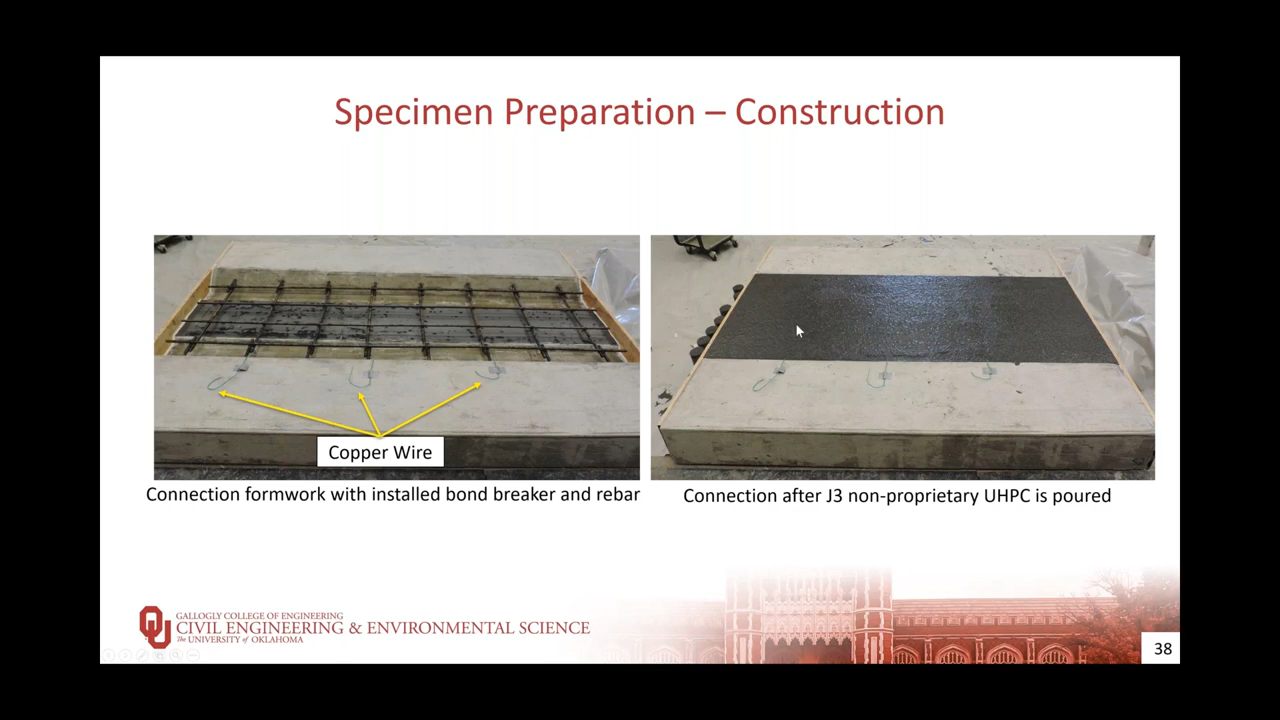 Specimen Preparation – Construction
Copper Wire
Connection formwork with installed bond breaker and rebar
Connection after J3 non-proprietary UHPC is poured
GALLOGLY COLLEGE OF ENGINEERING
CIVIL ENGINEERING & ENVIRONMENTAL SCIENCE
The UNIVERSITY of OKLAHOMA
38